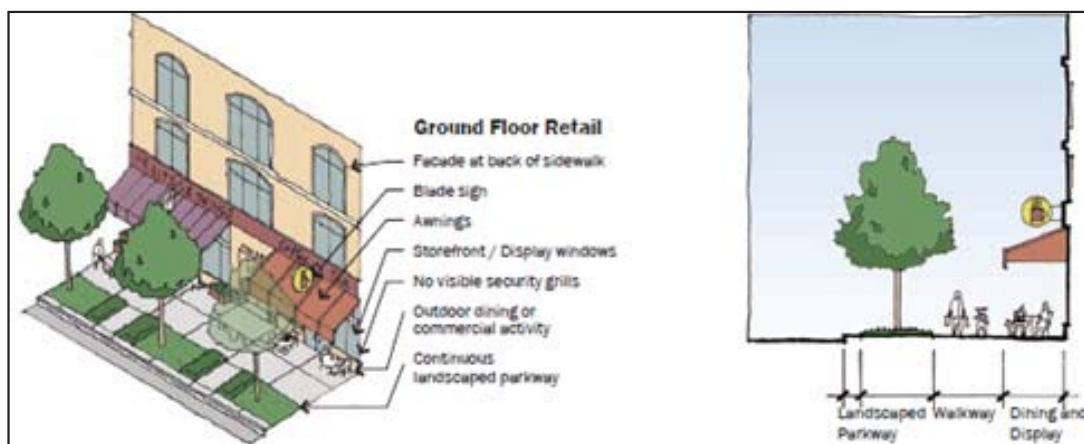 Ground Floor Retail
Facade at back of sidewalk
Blade sign
Awnings
Storefront / Display windows
No visible security grills
Outdoor dining or
commercial activity
Continuous
landscaped parkway
Landscaped
Parkway
Walkway
Dining and
Display